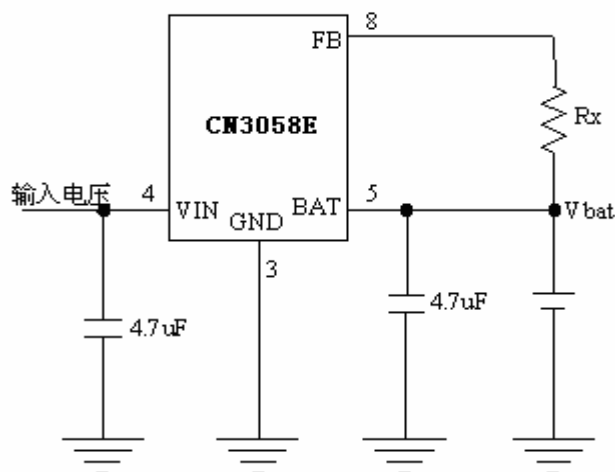 8
FB
CN3058E
Rx
输入电压
4
VIN
GND
BAT
5
Vbat
3
4.7uF
4.7uF